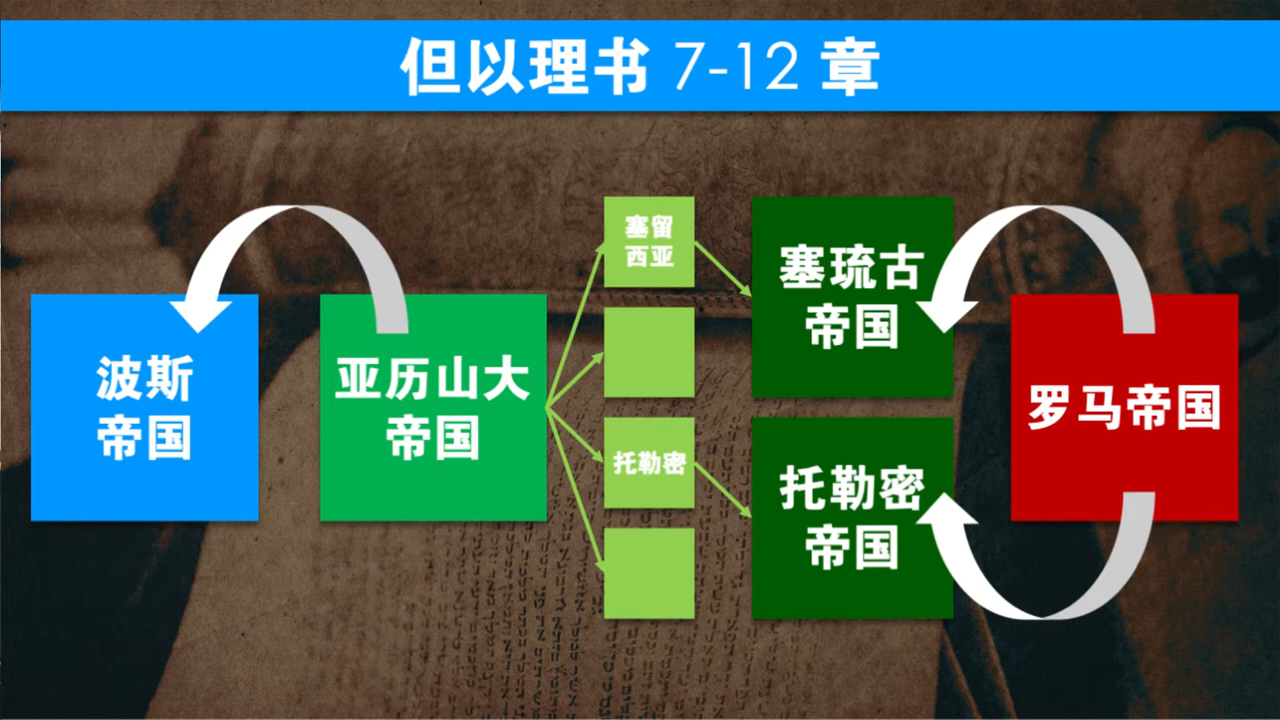 但以理书 7-12 章
波斯
帝国
亚历山大
帝国
塞留
西亚
托勒密
塞琉古
帝国
托勒密
帝国
罗马帝国